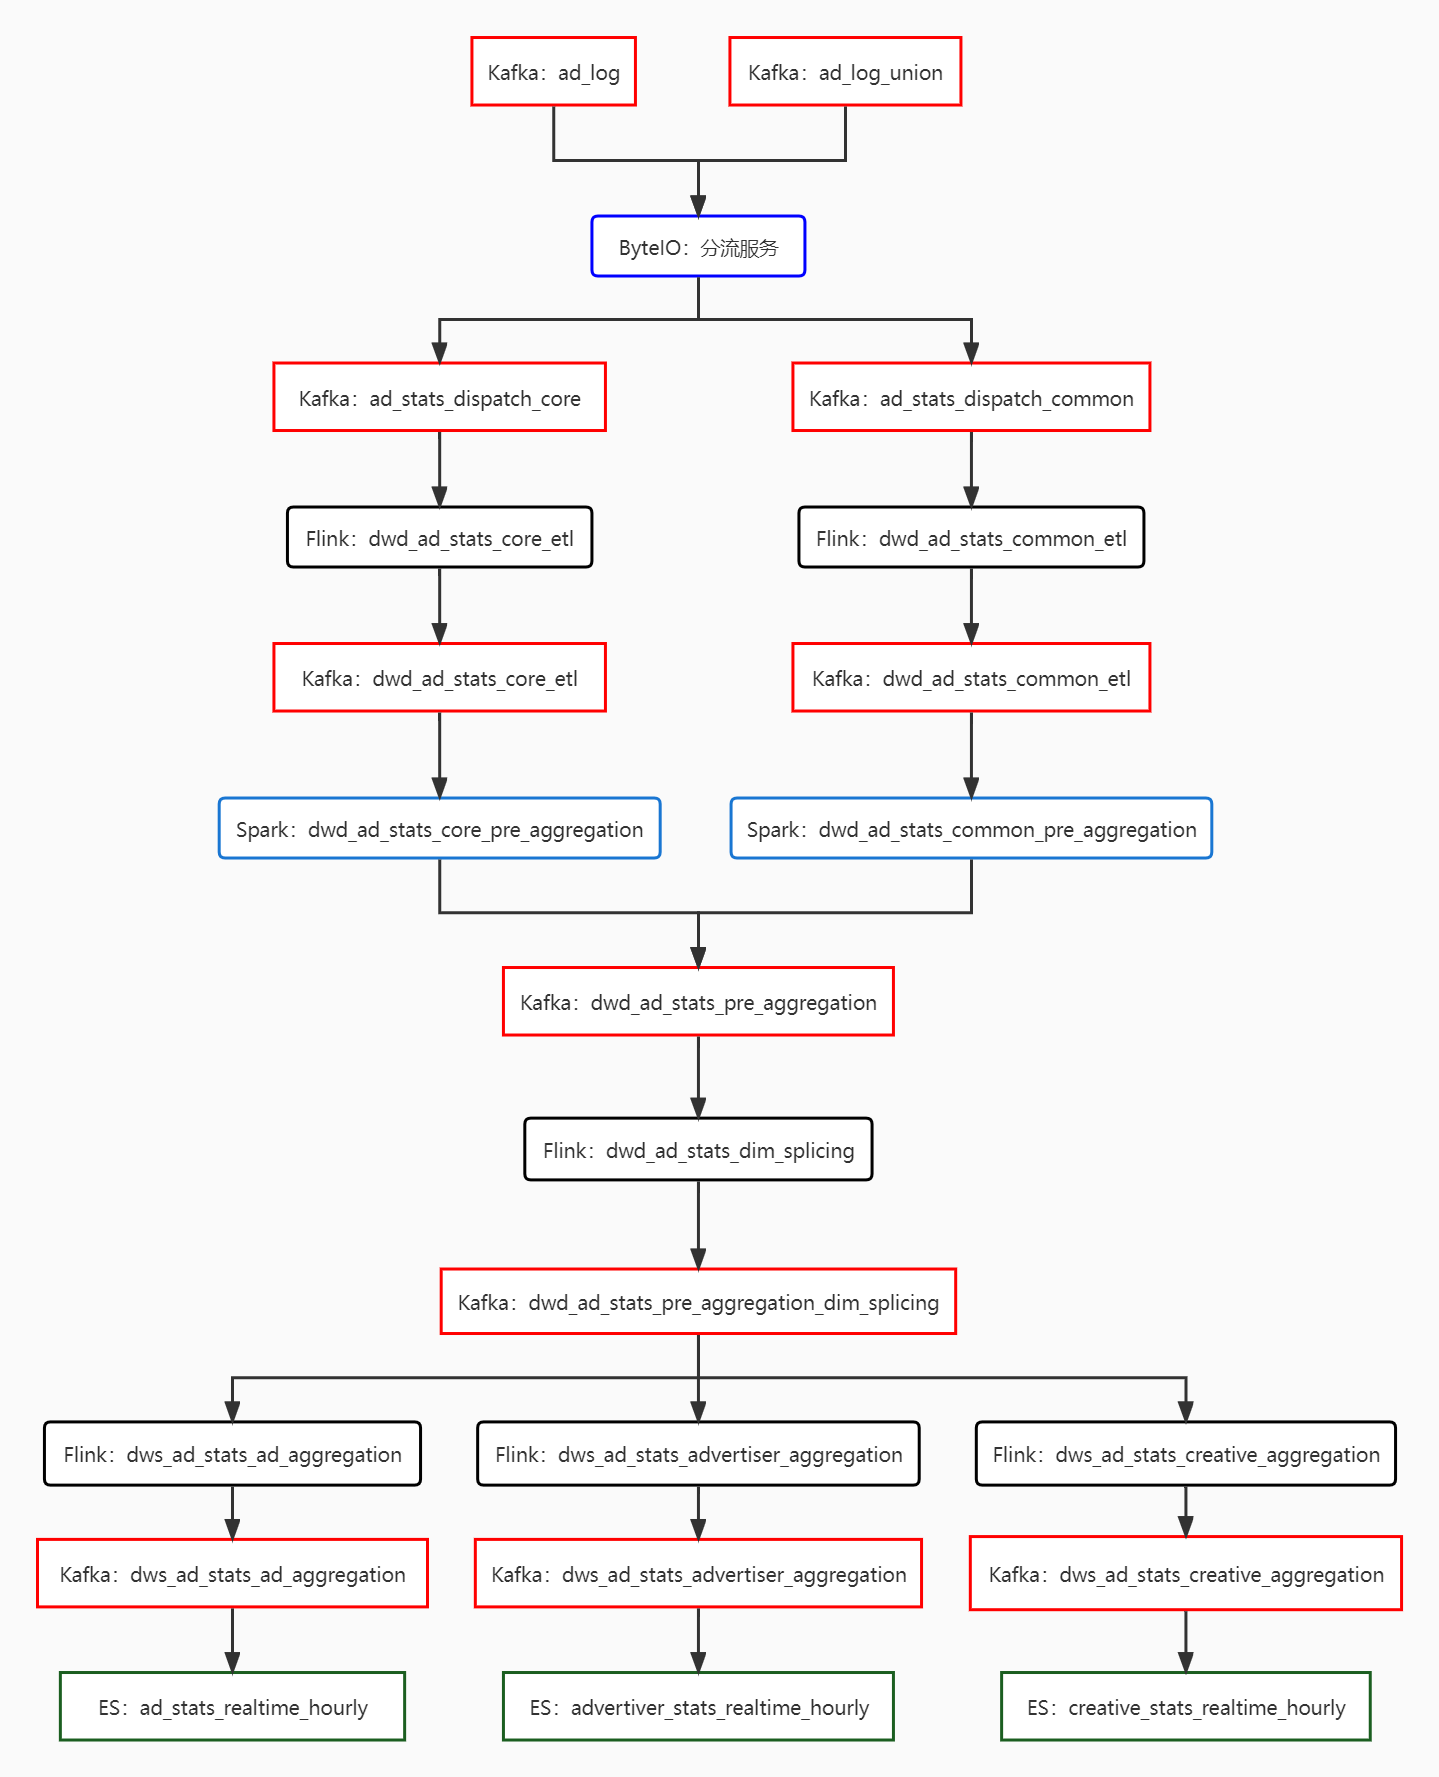 Kafka：ad_log
Kafka：ad_log_union
ByteIO：分流服务
Kafka：ad_stats_dispatch_core
Kafka：ad_stats_dispatch_common
Flink：dwd_ad_stats_core_etl
Flink：dwd_ad_stats_common_etl
Kafka：dwd_ad_stats_core_etl
Kafka：dwd_ad_stats_common_etl
Spark：dwd_ad_stats_core_pre_aggregation
Spark：dwd_ad_stats_common_pre_aggregation
Kafka：dwd_ad_stats_pre_aggregation
Flink：dwd_ad_stats_dim_splicing
Kafka：dwd_ad_stats_pre_aggregation_dim_splicing
Flink：dws_ad_stats_ad_aggregation
Flink：dws_ad_stats_advertiser_aggregation
Flink：dws_ad_stats_creative_aggregation
Kafka：dws_ad_stats_ad_aggregation
Kafka：dws_ad_stats_advertiser_aggregation
Kafka：dws_ad_stats_creative_aggregation
ES：ad_stats_realtime_hourly
ES：advertiver_stats_realtime_hourly
ES：creative_stats_realtime_hourly